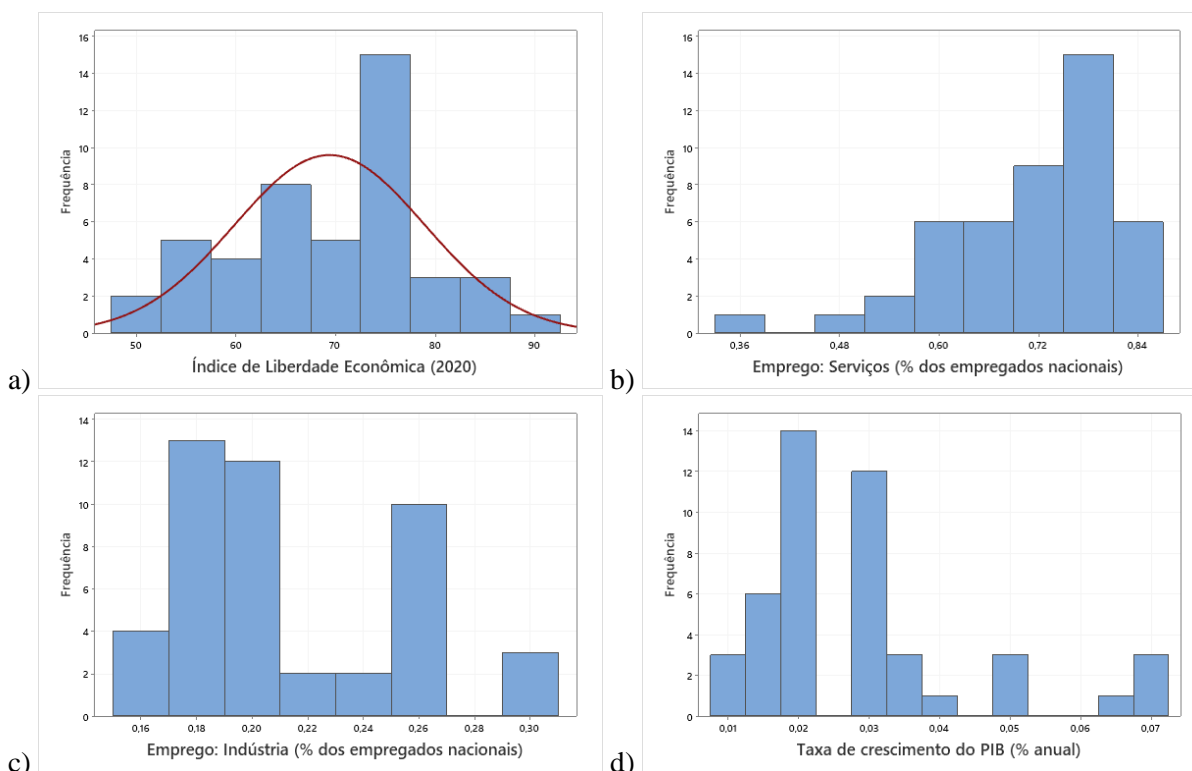 16
14
12
10
8
6
4
2
0
Frequência
50 60 70 80 90
Índice de Liberdade Econômica (2020)
a)
16
14
12
10
8
6
4
2
0
Frequência
0,36 0,48 0,60 0,72 0,84
Emprego: Serviços (% dos empregados nacionais)
b)
14
12
10
8
6
4
2
0
Frequência
0,16 0,18 0,20 0,22 0,24 0,26 0,28 0,30
Emprego: Indústria (% dos empregados nacionais)
c)
14
12
10
8
6
4
2
0
Frequência
0,01 0,02 0,03 0,04 0,05 0,06 0,07
Taxa de crescimento do PIB (% anual)
d)